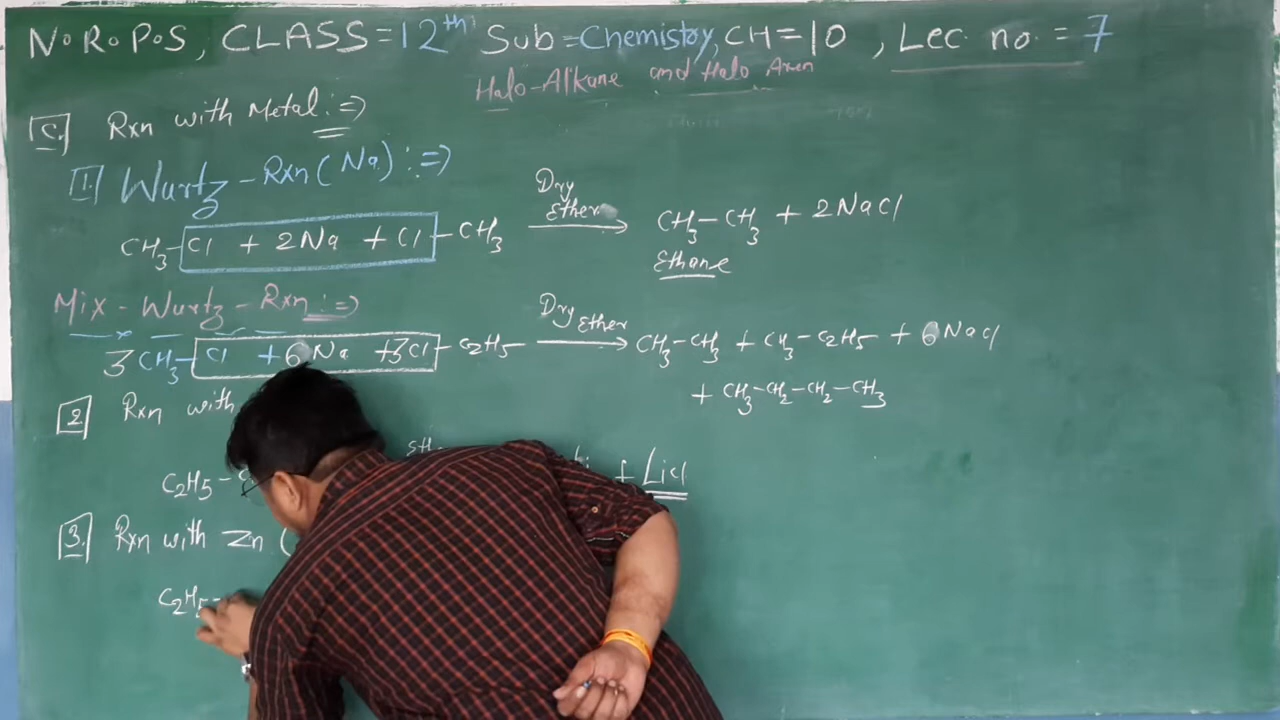 N.R.P.S, CLASS=12th Sub=Chemistry, CH=10, Lec no.=7
Halo-Alkane and Halo Aren
[C.] Rxn with Metal :⇒
[1.] Wurtz-Rxn (Na) :⇒
CH3-Cl + 2Na + Cl-CH3 Dry Ether → CH3-CH3 + 2NaCl
Ethane
Mix-Wurtz-Rxn :⇒
3CH3-Cl + 6Na + 3Cl-C2H5 Dry Ether → CH3-CH3 + CH3-C2H5 + 6NaCl
+ CH3-CH2-CH2-CH3
[2] Rxn with
C2H5- + LiCl
[3.] Rxn with Zn (
C2H5-